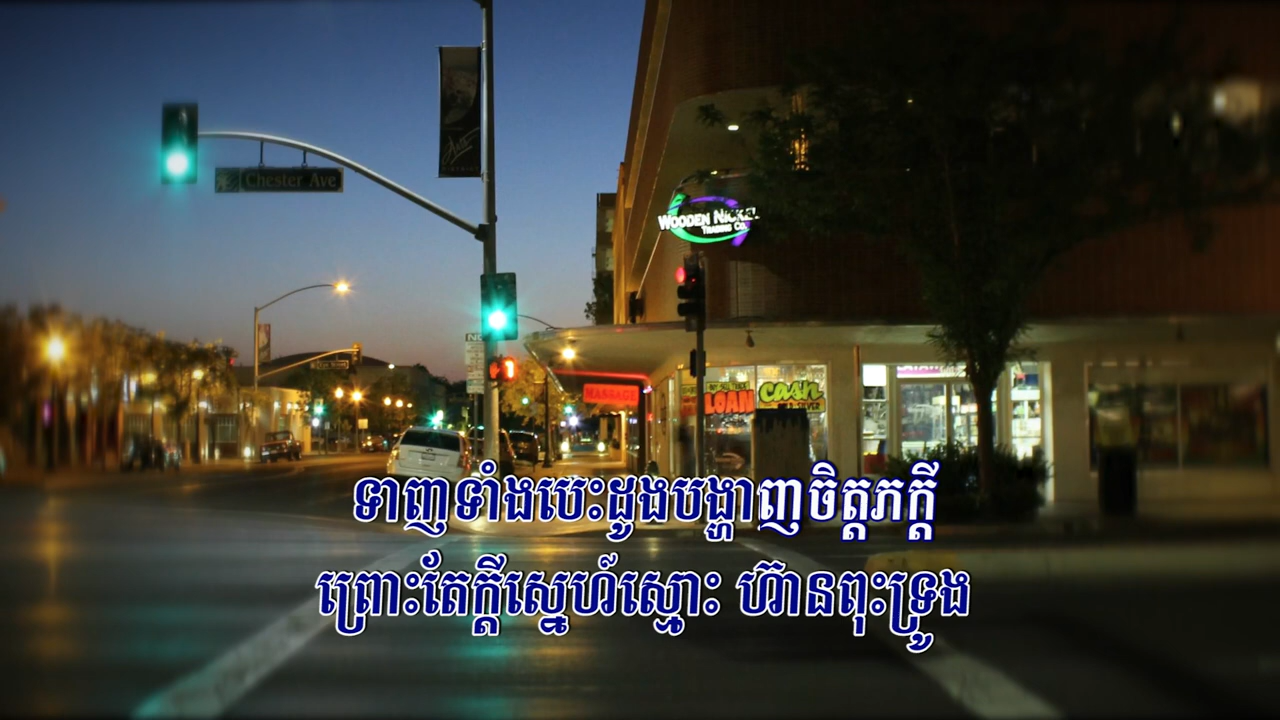 Chester Ave
WOODEN NICKEL
TRADING CO.
MASSAGE
LOAN
cash
ទាញទាំងបេះដូងបង្ហាញចិត្តភក្ដី
ព្រោះតែក្ដីស្នេហ៍ស្មោះ ហ៊ានពុះទ្រូង